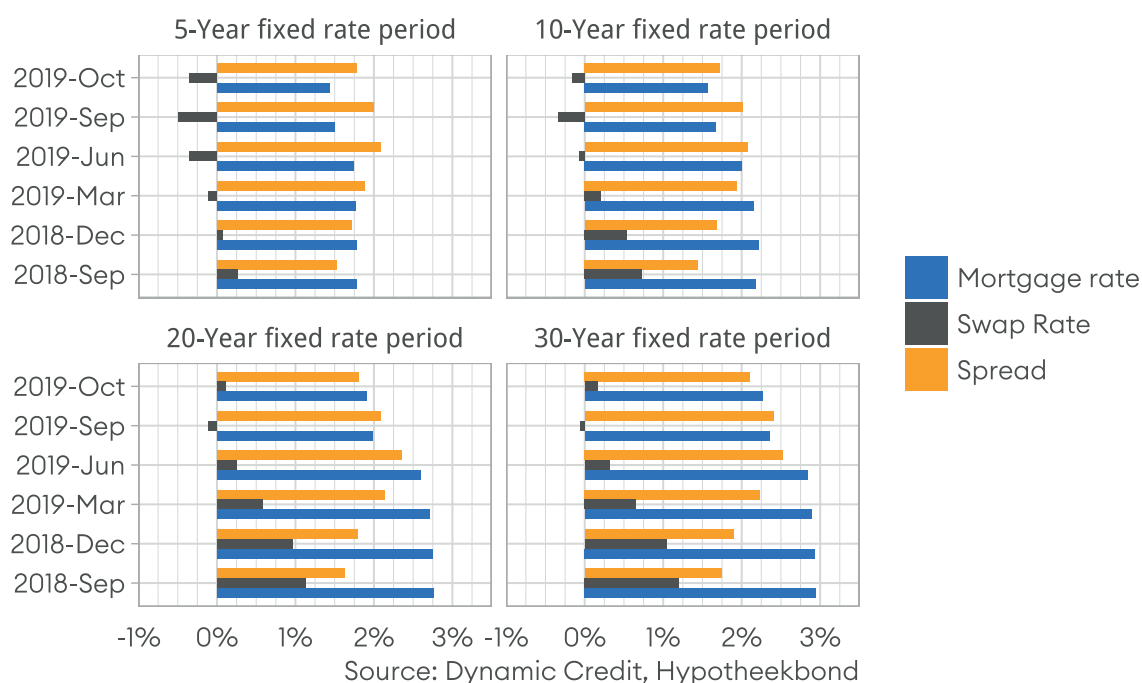 5-Year fixed rate period
10-Year fixed rate period
2019-Oct
2019-Sep
2019-Jun
2019-Mar
2018-Dec
2018-Sep
Mortgage rate
Swap Rate
Spread
20-Year fixed rate period
30-Year fixed rate period
2019-Oct
2019-Sep
2019-Jun
2019-Mar
2018-Dec
2018-Sep
-1% 0% 1% 2% 3% -1% 0% 1% 2% 3%
Source: Dynamic Credit, Hypotheekbond